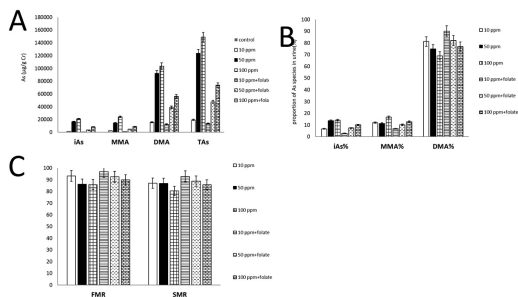 A
As (μg/g Cr)
180000
160000
140000
120000
100000
80000
60000
40000
20000
0
iAs MMA DMA TAs
control
10 ppm
50 ppm
100 ppm
10 ppm+folate
50 ppm+folate
100 ppm+folate
B
proportion of As species in urine(%)
100
90
80
70
60
50
40
30
20
10
0
iAs% MMA% DMA%
10 ppm
50 ppm
100 ppm
10 ppm+folate
50 ppm+folate
100 ppm+folate
C
100
90
80
70
60
50
40
30
20
10
0
FMR SMR
10 ppm
50 ppm
100 ppm
10 ppm+folate
50 ppm+folate
100 ppm+folate